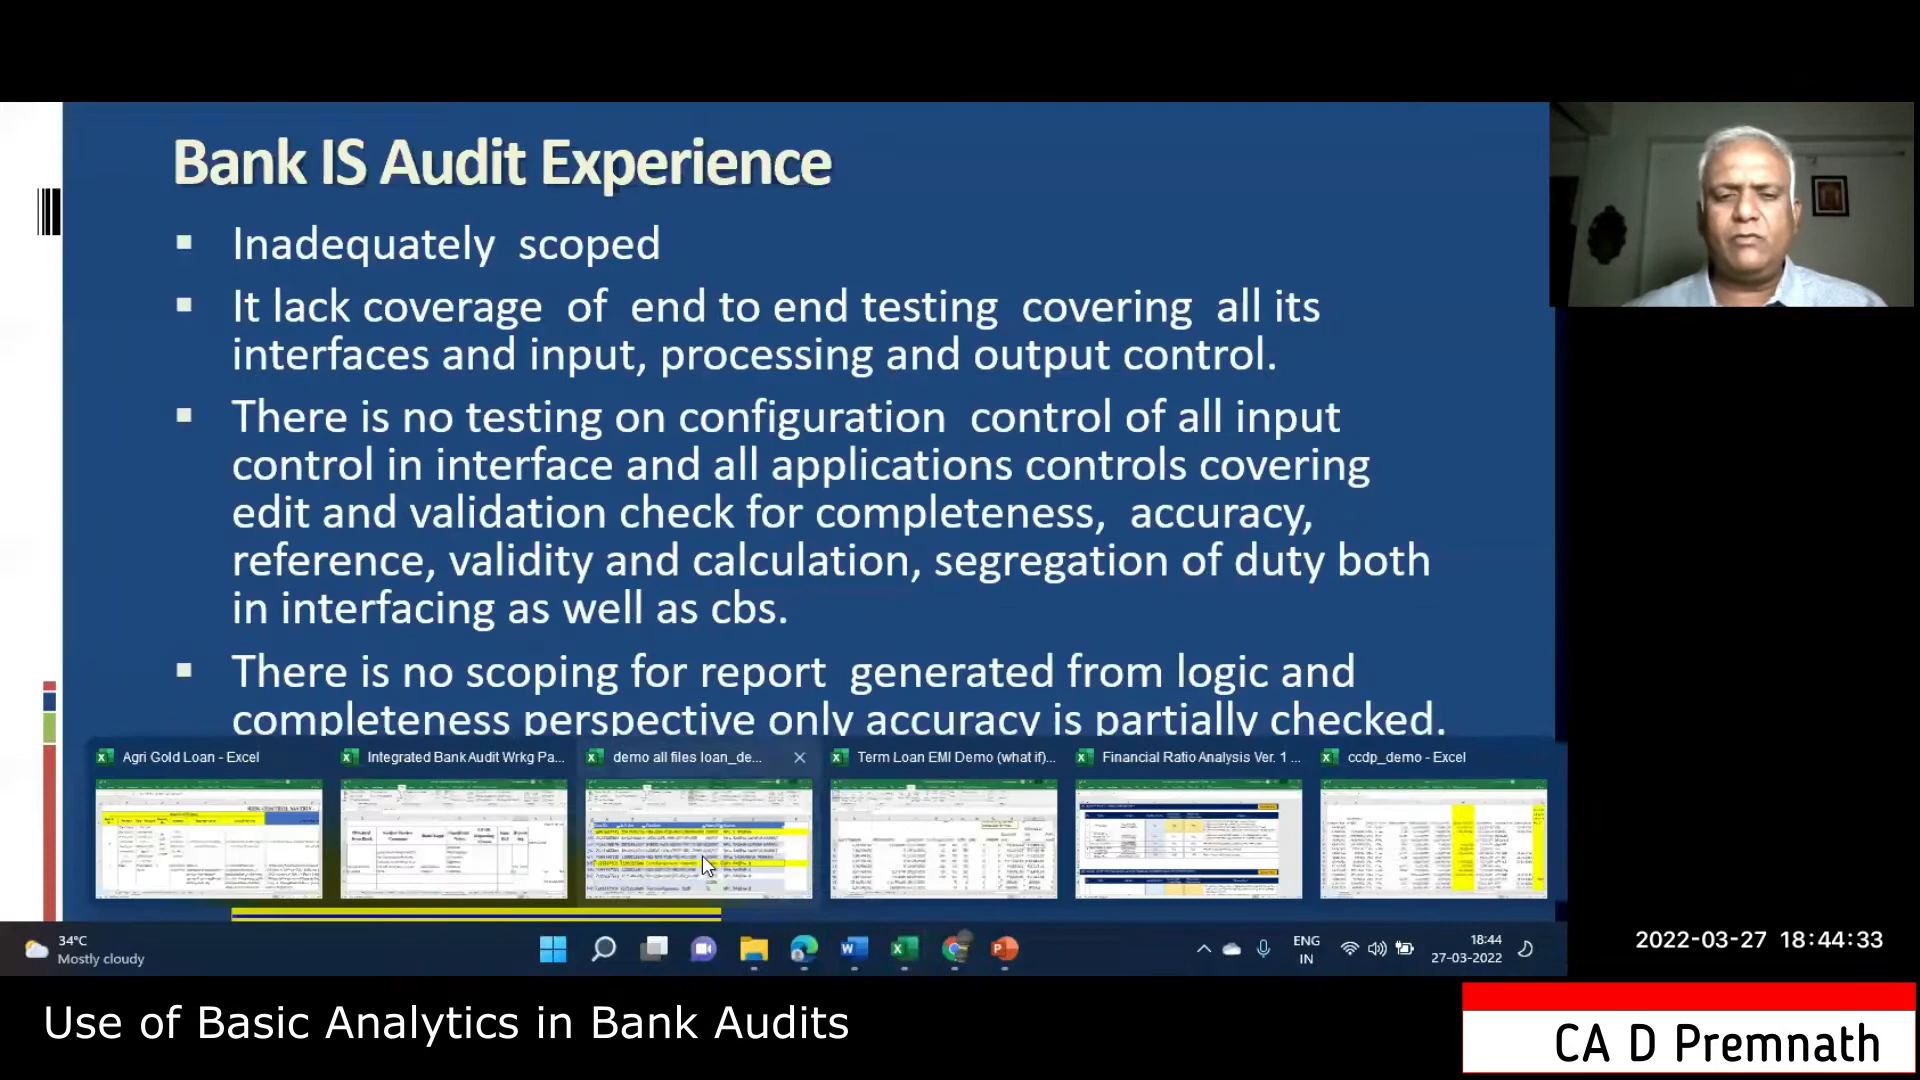 Bank IS Audit Experience
Inadequately scoped
It lack coverage of end to end testing covering all its
interfaces and input, processing and output control.
There is no testing on configuration control of all input
control in interface and all applications controls covering
edit and validation check for completeness, accuracy,
reference, validity and calculation, segregation of duty both
in interfacing as well as cbs.
There is no scoping for report generated from logic and
completeness perspective only accuracy is partially checked.
Agri Gold Loan - Excel
Integrated Bank Audit Wrkg Pa...
demo all files loan_de...
Term Loan EMI Demo (what if)...
Financial Ratio Analysis Ver. 1 ...
ccdp_demo - Excel
34°C
Mostly cloudy
ENG
IN
18:44
27-03-2022
2022-03-27 18:44:33
Use of Basic Analytics in Bank Audits
CA D Premnath